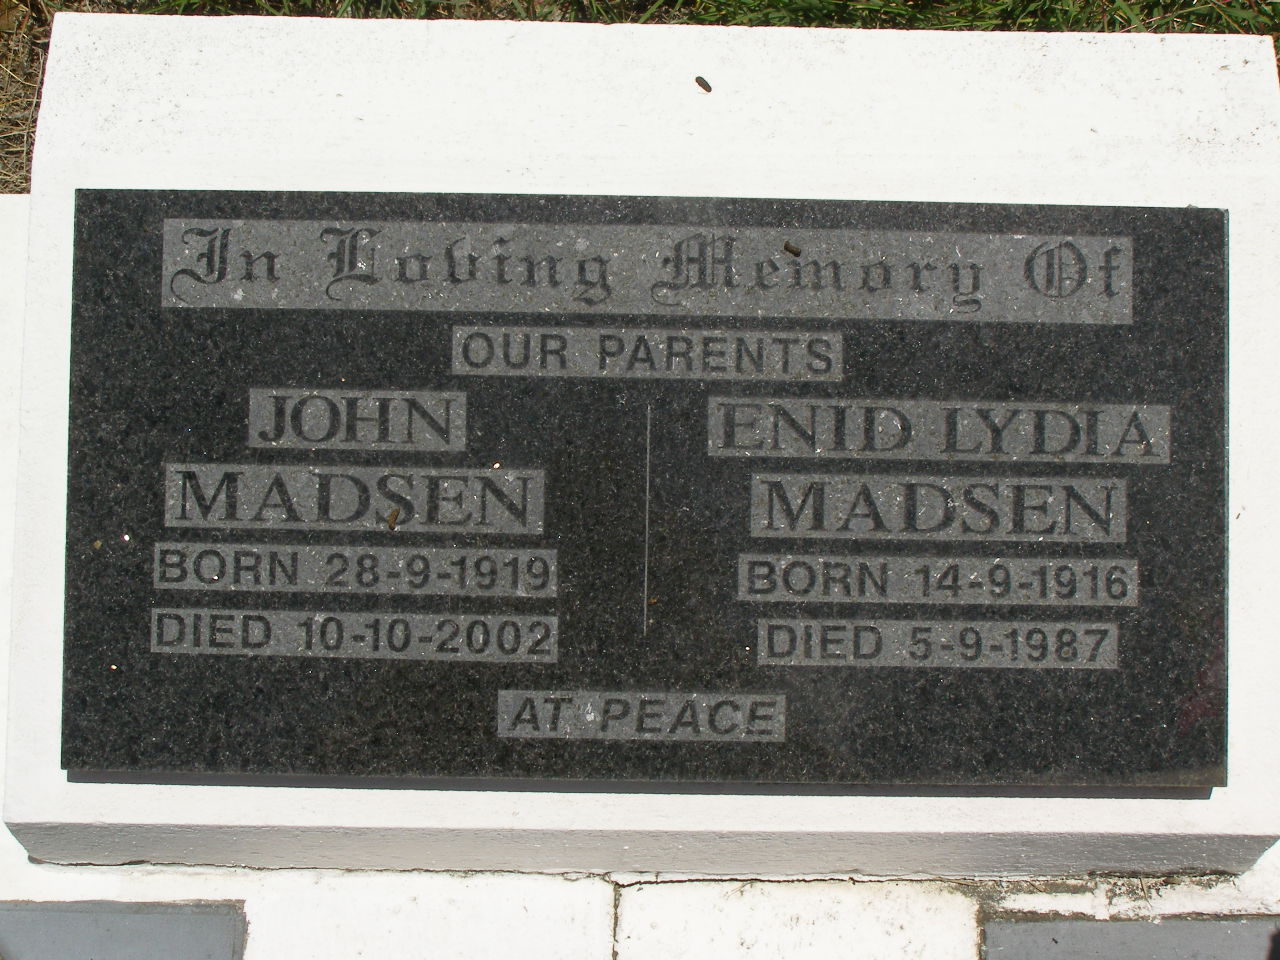 In Loving Memory Of
OUR PARENTS
JOHN
MADSEN
BORN 28-9-1919
DIED 10-10-2002
ENID LYDIA
MADSEN
BORN 14-9-1916
DIED 5-9-1987
AT PEACE